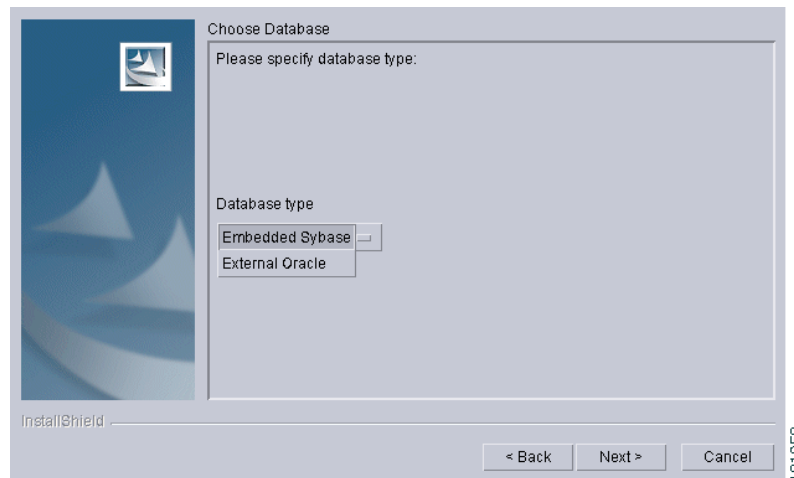 Choose Database
Please specify database type:
Database type
Embedded Sybase
External Oracle
InstallShield
< Back
Next >
Cancel